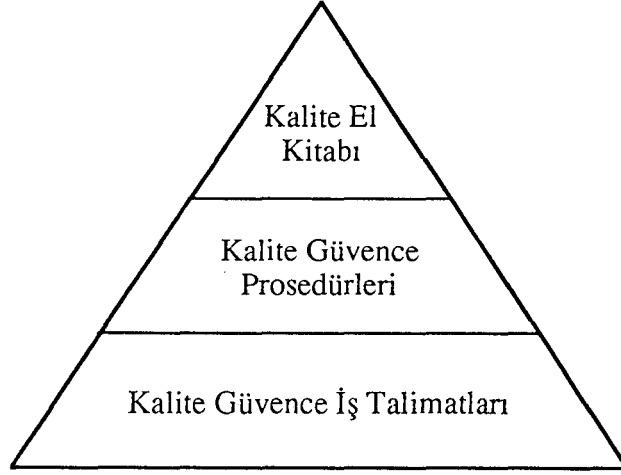 Kalite El
Kitabı
Kalite Güvence
Prosedürleri
Kalite Güvence İş Talimatları